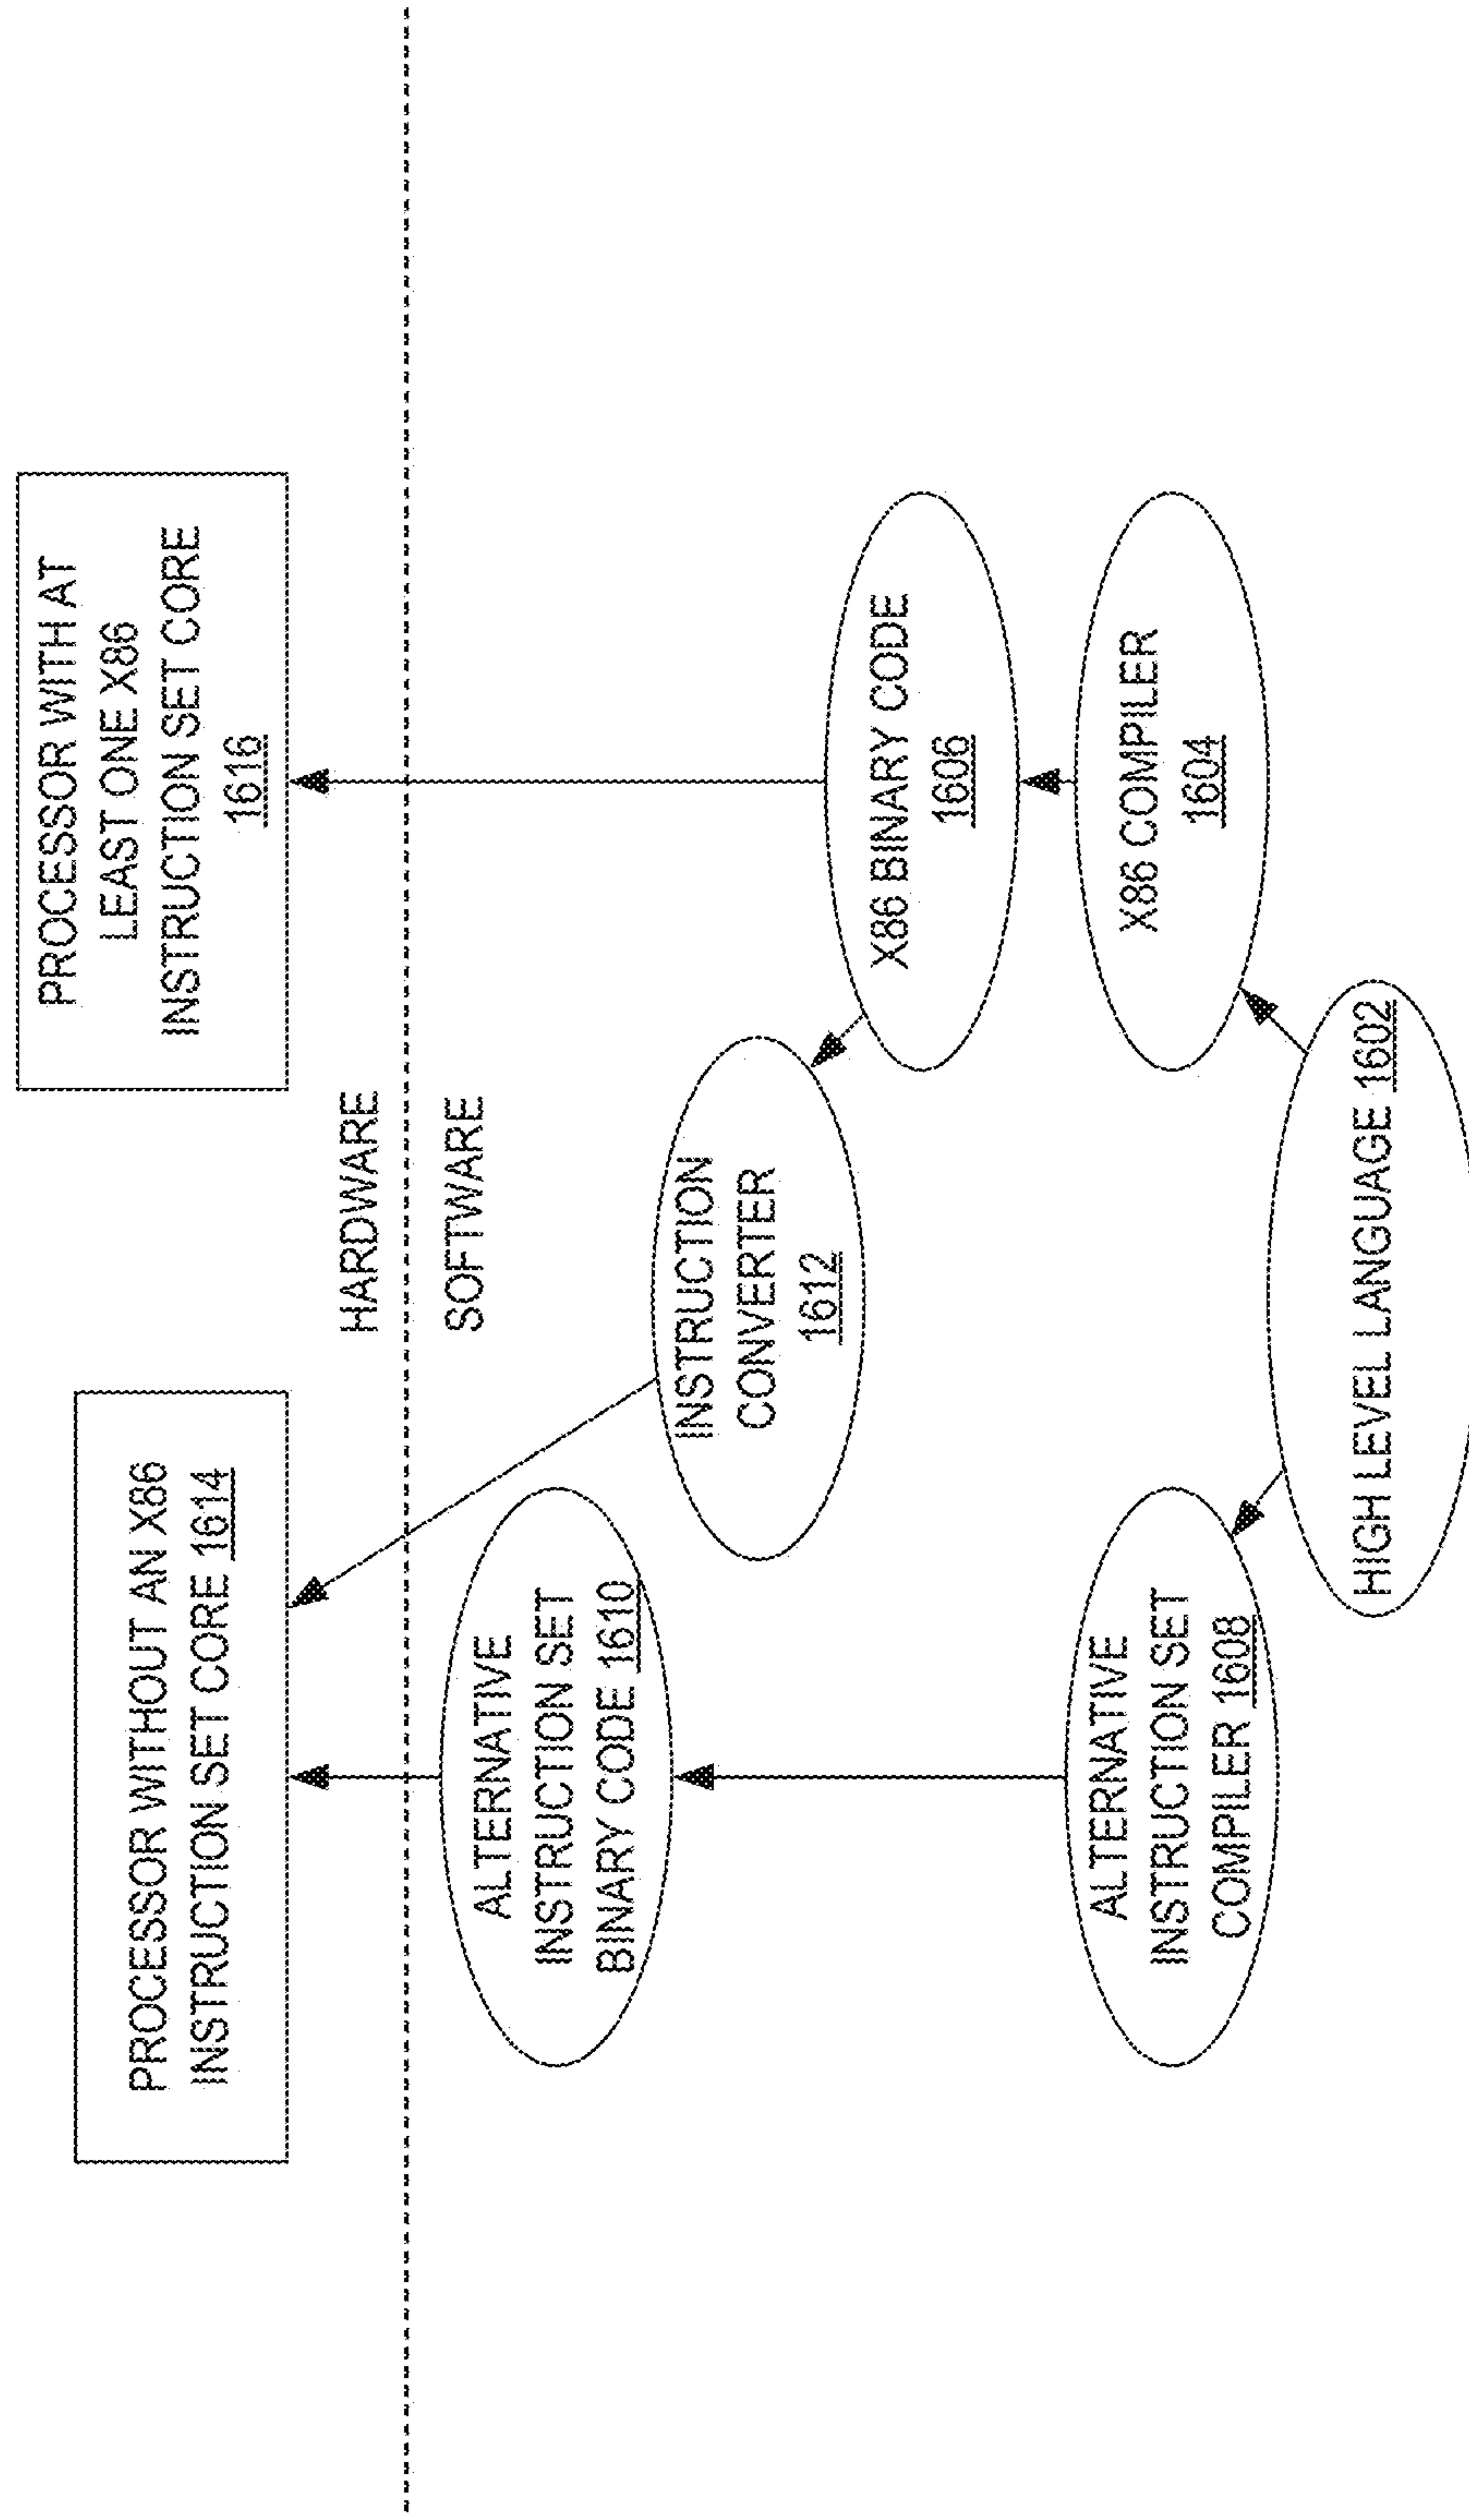 PROCESSOR WITHOUT AN X86
INSTRUCTION SET CORE 1614
PROCESSOR WITH AT
LEAST ONE X86
INSTRUCTION SET CORE
1616
HARDWARE
SOFTWARE
ALTERNATIVE
INSTRUCTION SET
BINARY CODE 1610
INSTRUCTION
CONVERTER
1612
X86 BINARY CODE
1606
ALTERNATIVE
INSTRUCTION SET
COMPILER 1608
X86 COMPILER
1604
HIGH LEVEL LANGUAGE 1602